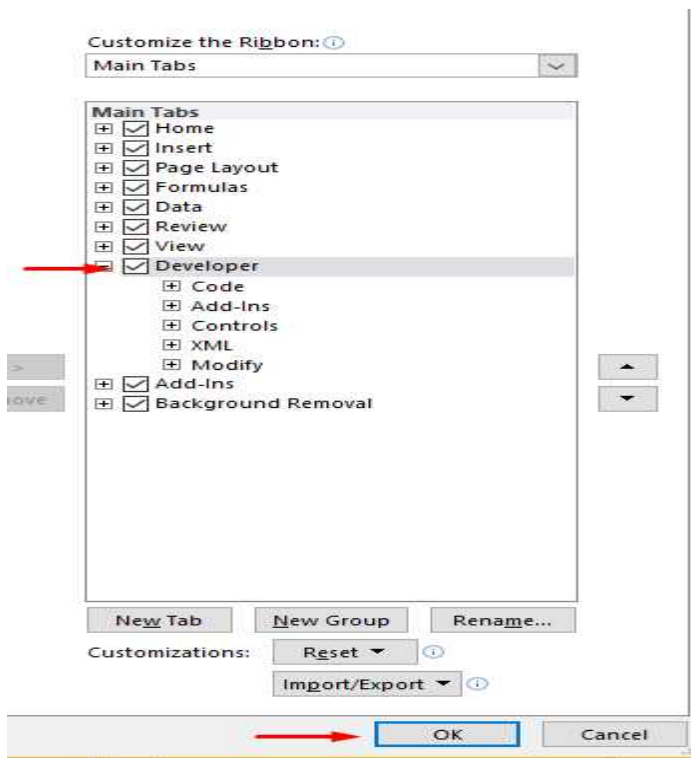 Customize the Ribbon:
Main Tabs
Main Tabs
Home
Insert
Page Layout
Formulas
Data
Review
View
Developer
Code
Add-Ins
Controls
XML
Modify
Add-Ins
Background Removal
>
ove
New Tab New Group Rename...
Customizations: Reset
Import/Export
OK Cancel